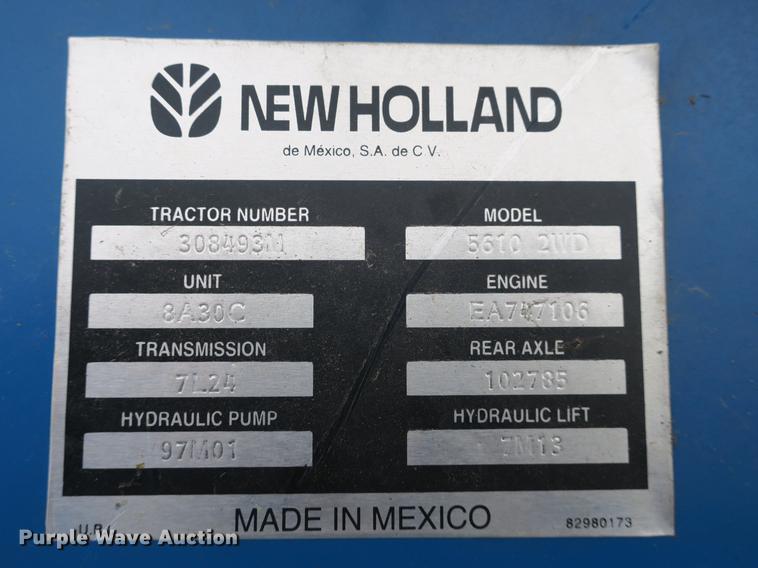 NEW HOLLAND
de México, S.A. de C V.
TRACTOR NUMBER MODEL
308493M 5610 2WD
UNIT ENGINE
8A30C EA747106
TRANSMISSION REAR AXLE
7L24 102785
HYDRAULIC PUMP HYDRAULIC LIFT
97M01 7M13
MADE IN MEXICO 82980173
Purple Wave Auction